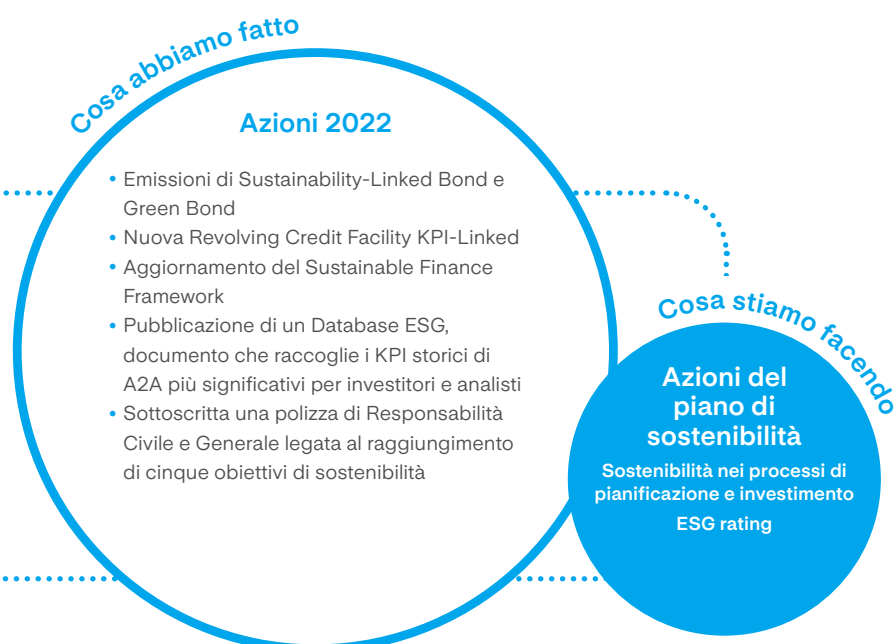 Cosa abbiamo fatto
Azioni 2022
• Emissioni di Sustainability-Linked Bond e
Green Bond
• Nuova Revolving Credit Facility KPI-Linked
• Aggiornamento del Sustainable Finance
Framework
• Pubblicazione di un Database ESG,
documento che raccoglie i KPI storici di
A2A più significativi per investitori e analisti
• Sottoscritta una polizza di Responsabilità
Civile e Generale legata al raggiungimento
di cinque obiettivi di sostenibilità
Cosa stiamo facendo
Azioni del
piano di
sostenibilità
Sostenibilità nei processi di
pianificazione e investimento
ESG rating